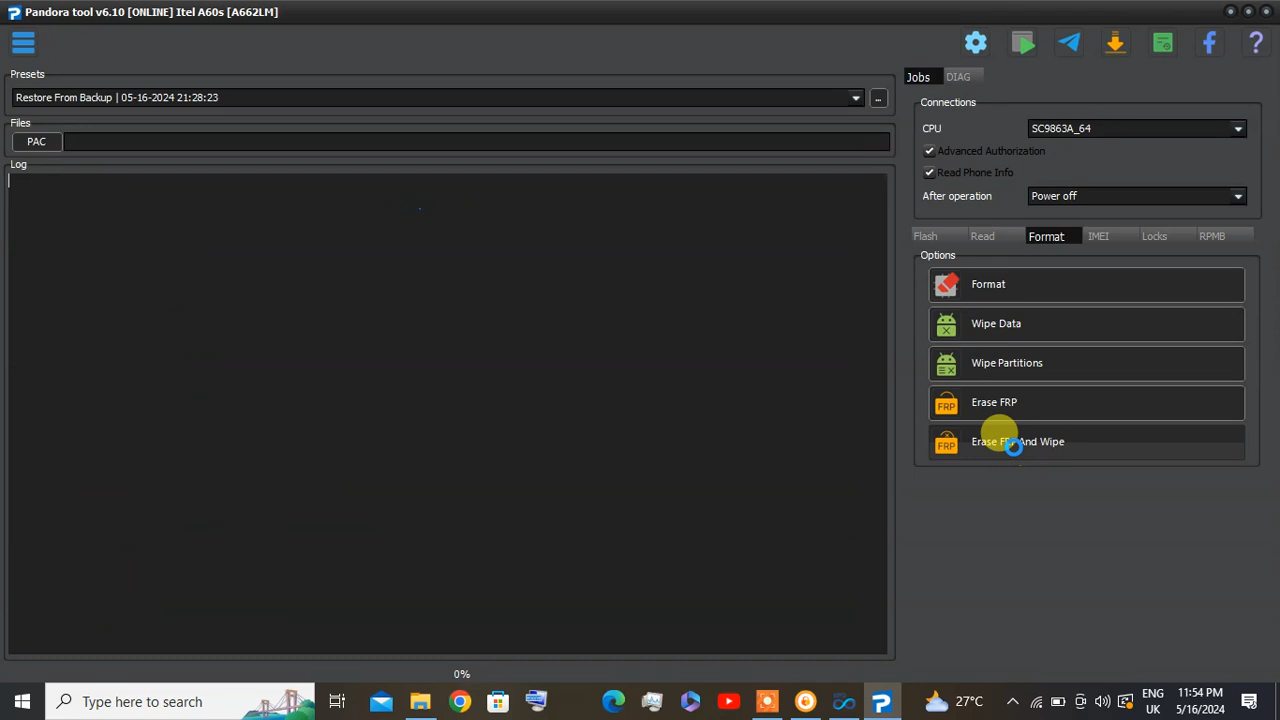 Pandora tool v6.10 [ONLINE] Itel A60s [A662LM]
Presets
Restore From Backup | 05-16-2024 21:28:23
...
Files
PAC
Log
0%
Jobs
DIAG
Connections
CPU
SC9863A_64
Advanced Authorization
Read Phone Info
After operation
Power off
Flash
Read
Format
IMEI
Locks
RPMB
Options
Format
Wipe Data
Wipe Partitions
FRP
Erase FRP
FRP
Erase FRP And Wipe
Type here to search
27°C
ENG
UK
11:54 PM
5/16/2024